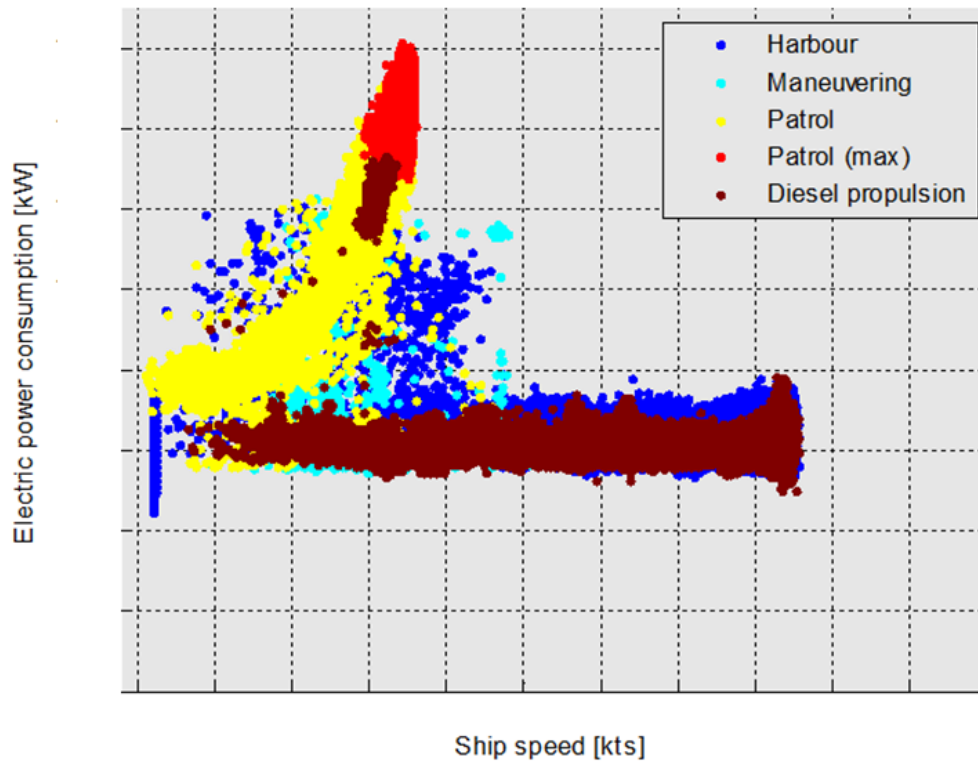 Harbour
Maneuvering
Patrol
Patrol (max)
Diesel propulsion
Electric power consumption [kW]
Ship speed [kts]